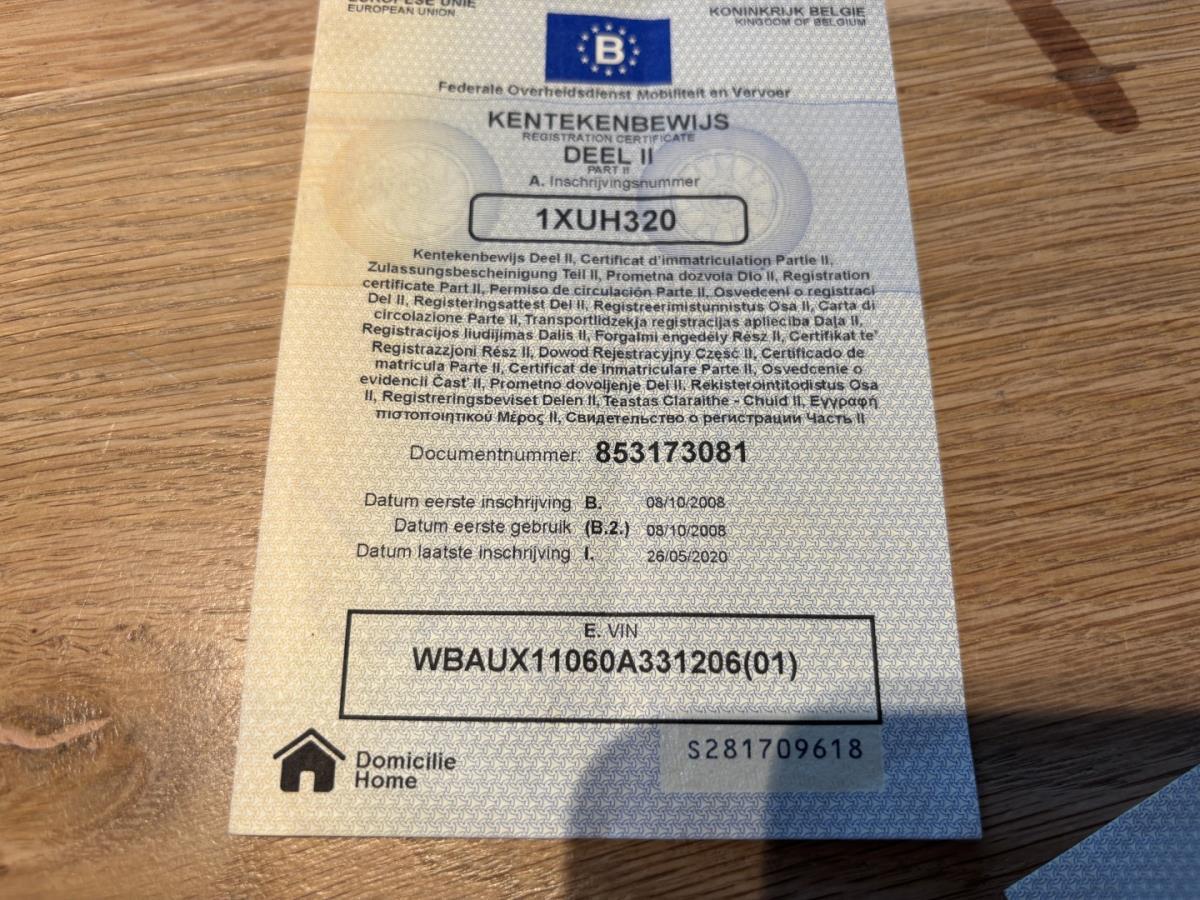 EUROPESE UNIE
EUROPEAN UNION
KONINKRIJK BELGIE
KINGDOM OF BELGIUM
B
Federale Overheidsdienst Mobiliteit en Vervoer
KENTEKENBEWIJS
REGISTRATION CERTIFICATE
DEEL II
PART II
A. Inschrijvingsnummer
1XUH320
Kentekenbewijs Deel II, Certificat d'immatriculation Partie II,
Zulassungsbescheinigung Teil II, Prometna dozvola Dio II, Registration
certificate Part II, Permiso de circulación Parte II, Osvedceni o registraci
Del II, Registeringsattest Del II, Registreerimistunnistus Osa II, Carta di
circolazione Parte II, Transportlidzekja registracijas aplieciba Daļa II,
Registracijos liudijimas Dalis II, Forgalmi engedély Rész II, Certifikat te'
Registrazzjoni Rész II, Dowod Rejestracyjny Część II, Certificado de
matricula Parte II, Certificat de Inmatriculare Parte II, Osvedcenie o
evidencii Čast' II, Prometno dovoljenje Del II, Rekisterointitodistus Osa
II, Registreringsbeviset Delen II, Teastas Claraithe - Chuid II, Εγγραφή
πιστοποιητικού Μέρος II, Свидетельство о регистрации Часть II
Documentnummer: 853173081
Datum eerste inschrijving B. 08/10/2008
Datum eerste gebruik (B.2.) 08/10/2008
Datum laatste inschrijving I. 26/05/2020
E. VIN
WBAUX11060A331206(01)
Domicilie
Home
S281709618